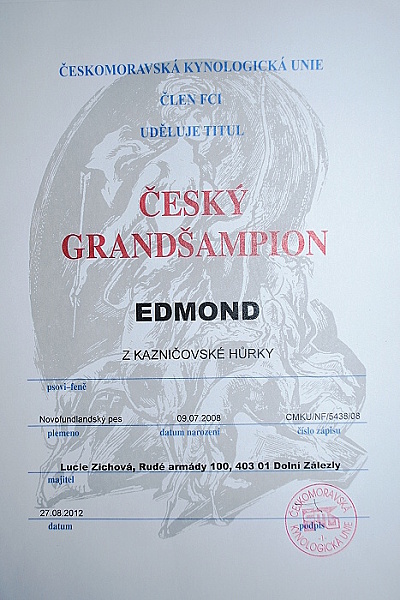 ČESKOMORAVSKÁ KYNOLOGICKÁ UNIE
ČLEN FCI
UDĚLUJE TITUL
ČESKÝ
GRANDŠAMPION
EDMOND
Z KAZNIČOVSKÉ HŮRKY
psovi–feně
Novofundlandský pes 09.07.2008 CMKU/NF/5438/08
plemeno datum narození číslo zápisu
Lucie Zichová, Rudé armády 100, 403 01 Dolní Zálezly
majitel
27.08.2012
datum podpis
ČESKOMORAVSKÁ
KYNOLOGICKÁ UNIE